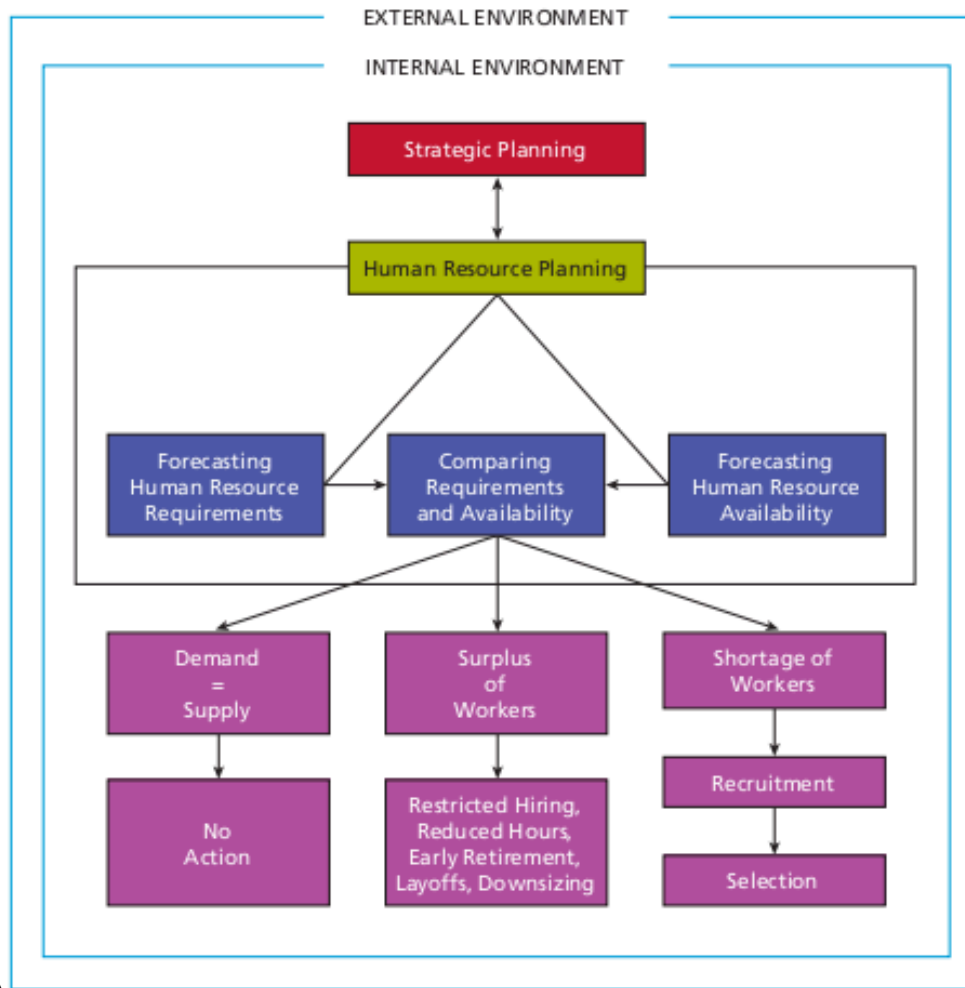 EXTERNAL ENVIRONMENT
INTERNAL ENVIRONMENT
Strategic Planning
Human Resource Planning
Forecasting
Human Resource
Requirements
Comparing
Requirements
and Availability
Forecasting
Human Resource
Availability
Demand
=
Supply
Surplus
of
Workers
Shortage of
Workers
No
Action
Restricted Hiring,
Reduced Hours,
Early Retirement,
Layoffs, Downsizing
Recruitment
Selection